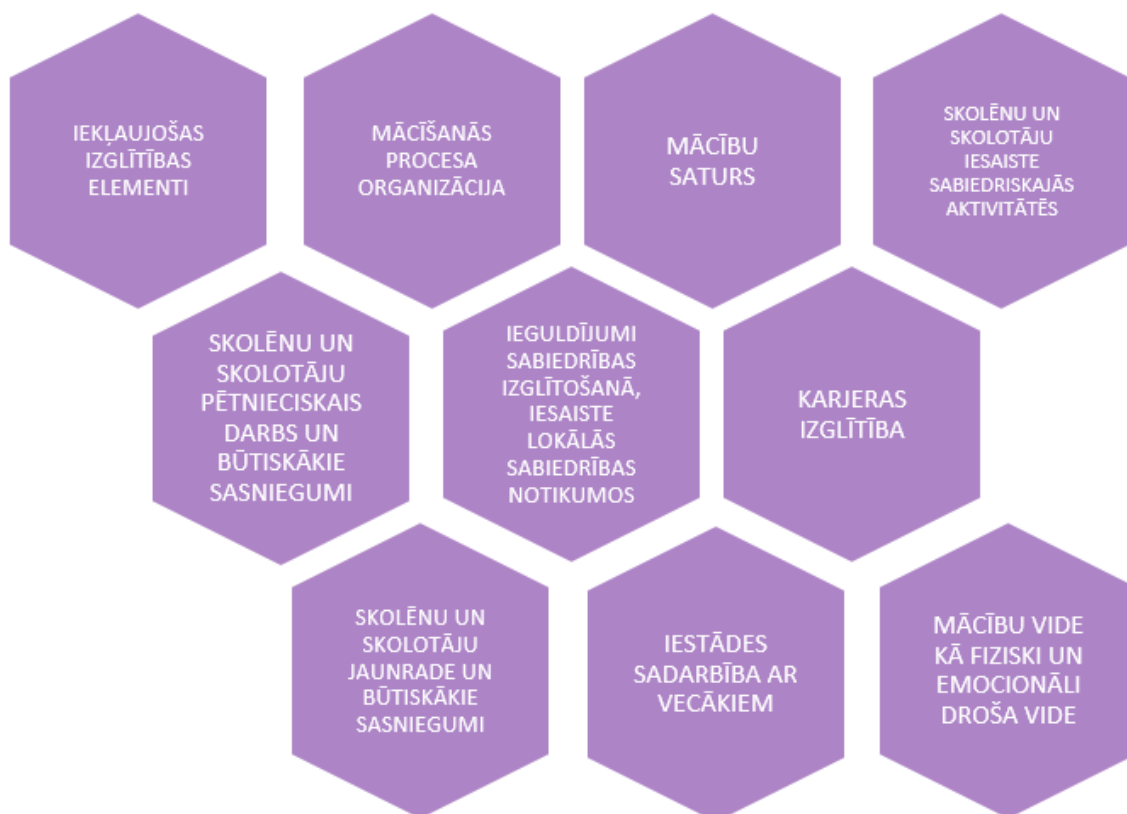 IEKĻAUJOŠAS
IZGLĪTĪBAS
ELEMENTI
MĀCĪŠANĀS
PROCESA
ORGANIZĀCIJA
MĀCĪBU
SATURS
SKOLĒNU UN
SKOLOTĀJU
IESAISTE
SABIEDRISKAJĀS
AKTIVITĀTĒS
SKOLĒNU UN
SKOLOTĀJU
PĒTNIECISKAIS
DARBS UN
BŪTISKĀKIE
SASNIEGUMI
IEGULDĪJUMI
SABIEDRĪBAS
IZGLĪTOŠANĀ,
IESAISTE
LOKĀLĀS
SABIEDRĪBAS
NOTIKUMOS
KARJERAS
IZGLĪTĪBA
SKOLĒNU UN
SKOLOTĀJU
JAUNRADE UN
BŪTISKĀKIE
SASNIEGUMI
IESTĀDES
SADARBĪBA AR
VECĀKIEM
MĀCĪBU VIDE
KĀ FIZISKI UN
EMOCIONĀLI
DROŠA VIDE